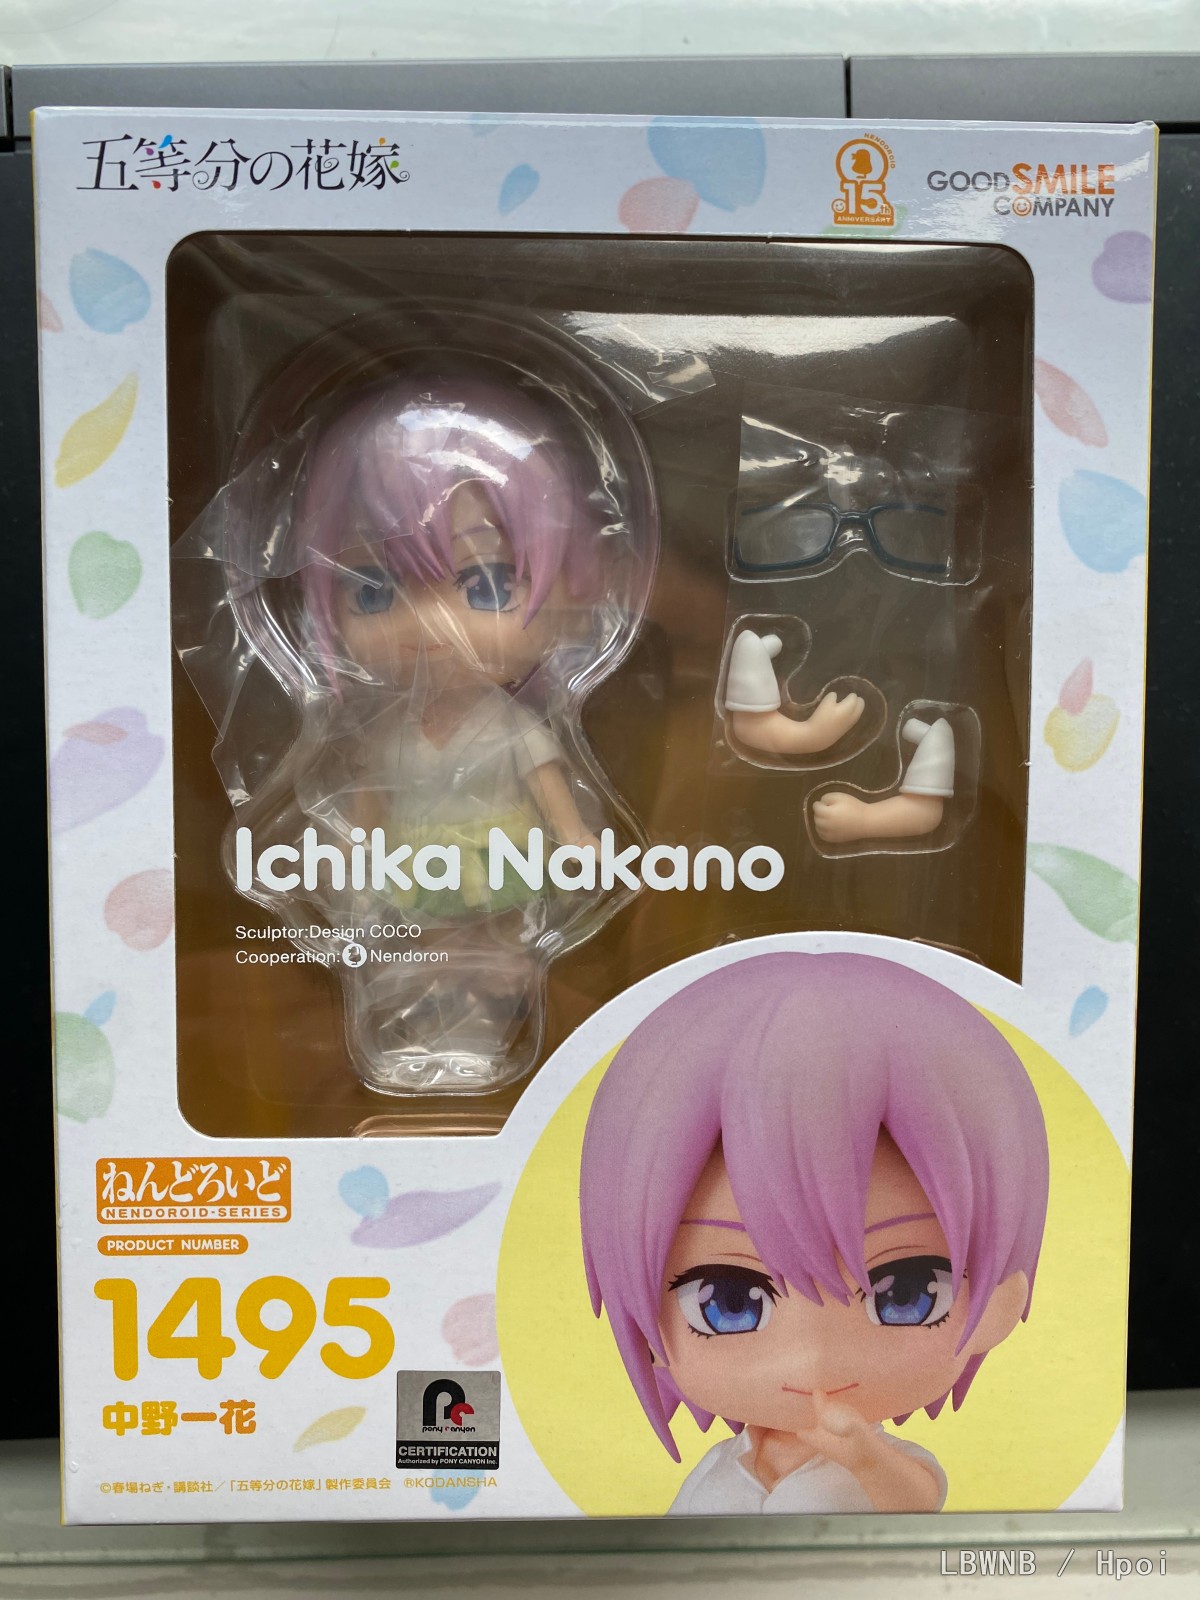 五等分の花嫁
NENDOROID
15th
ANNIVERSARY
GOOD SMILE
COMPANY
Ichika Nakano
Sculptor:Design COCO
Cooperation: Nendoron
ねんどろいど
NENDOROID·SERIES
PRODUCT NUMBER
1495
中野一花
pony canyon
CERTIFICATION
Authorized by PONY CANYON Inc.
©春場ねぎ・講談社／「五等分の花嫁」製作委員会 ®KODANSHA
LBWNB / Hpoi